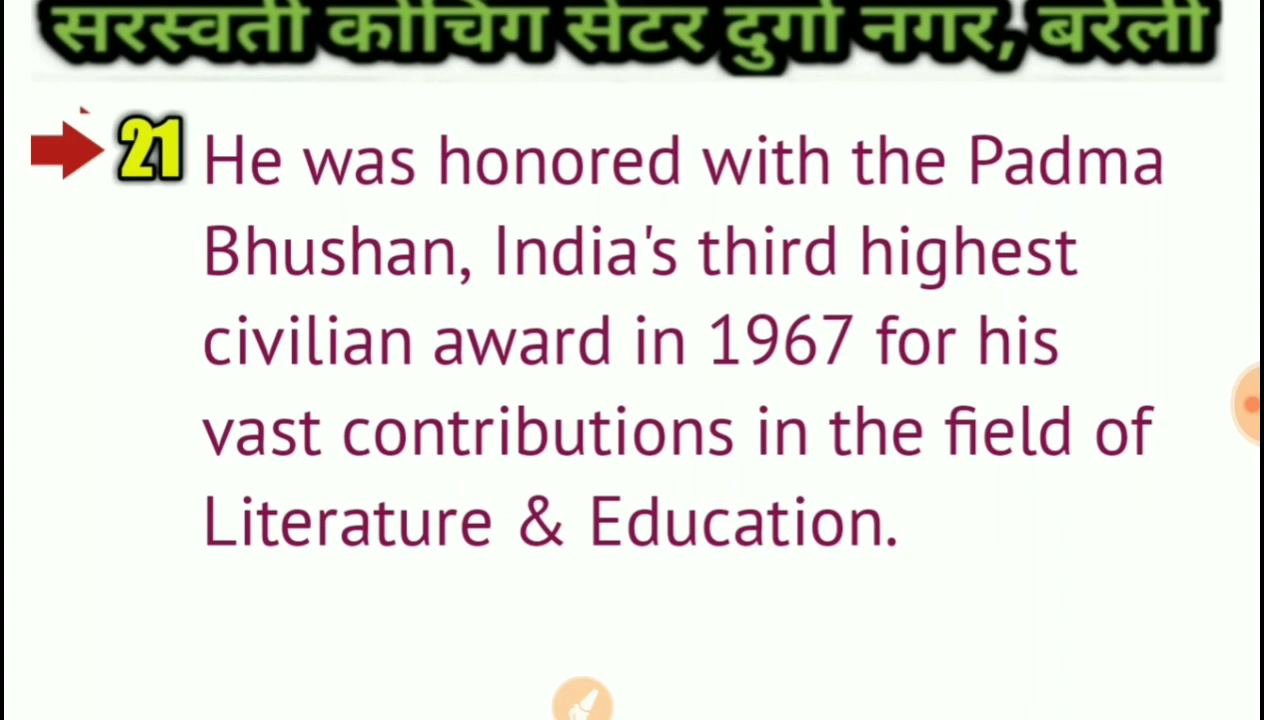 सरस्वती कोचिंग सेंटर दुर्गा नगर, बरेली
21 He was honored with the Padma
Bhushan, India's third highest
civilian award in 1967 for his
vast contributions in the field of
Literature & Education.